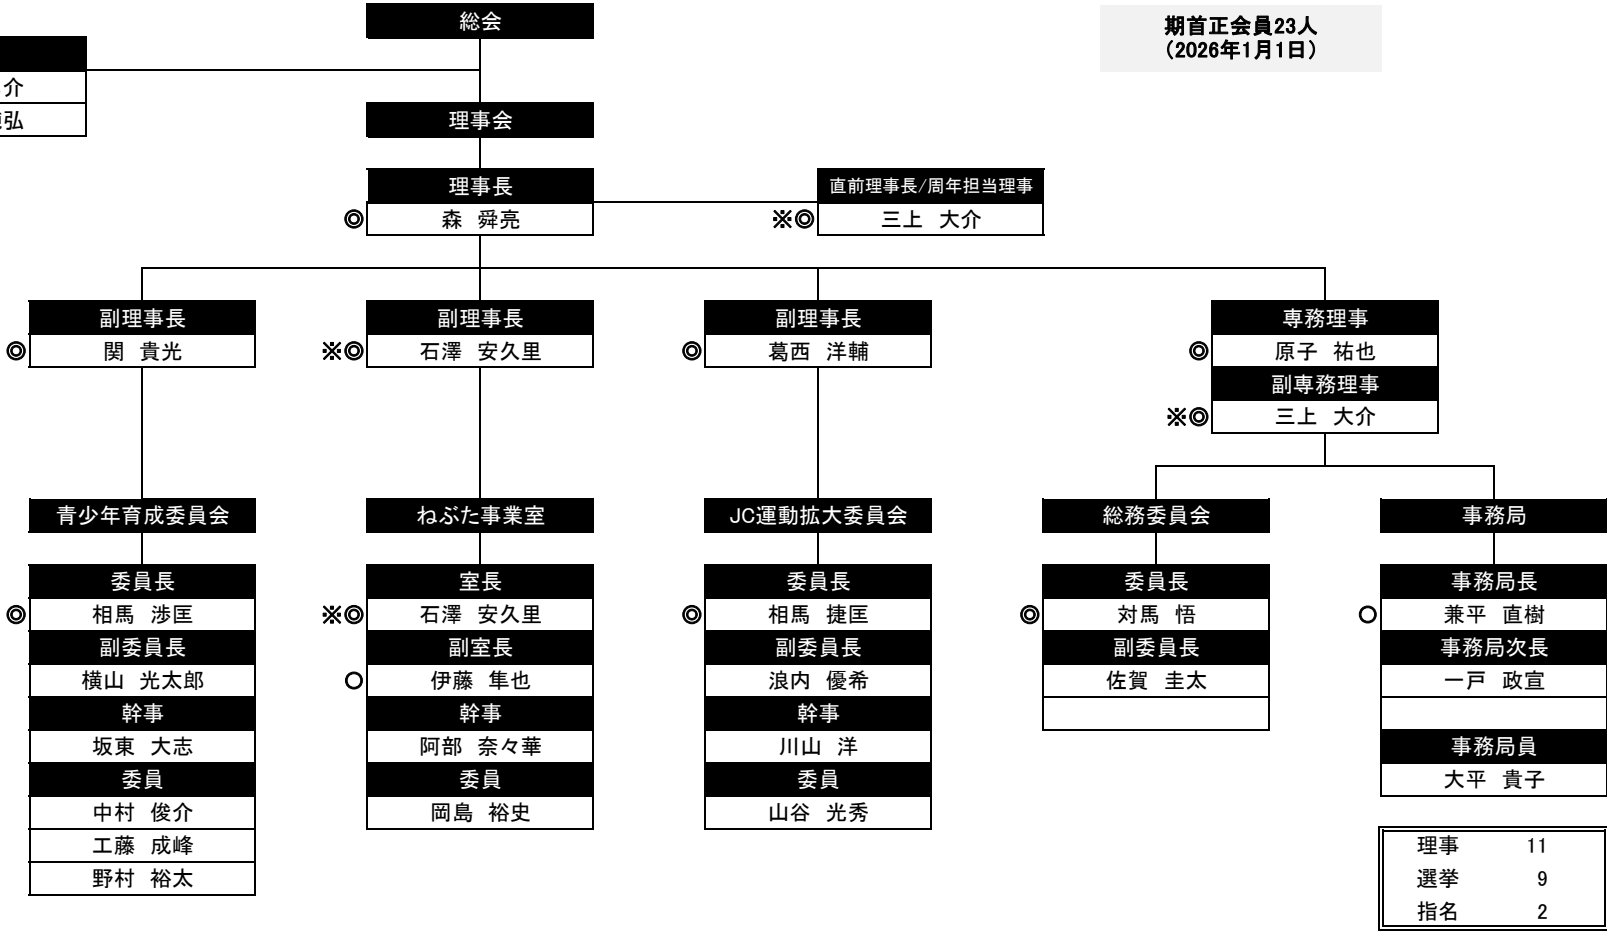 総会
期首正会員23人
（2026年1月1日）
介
弘
理事会
理事長
◎ 森　舜亮
直前理事長/周年担当理事
※◎ 三上　大介
副理事長
◎ 関　貴光
副理事長
※◎ 石澤　安久里
副理事長
◎ 葛西　洋輔
専務理事
◎ 原子　祐也
副専務理事
※◎ 三上　大介
青少年育成委員会
委員長
◎ 相馬　渉匡
副委員長
横山　光太郎
幹事
坂東　大志
委員
中村　俊介
工藤　成峰
野村　裕太
ねぶた事業室
室長
※◎ 石澤　安久里
副室長
○ 伊藤　隼也
幹事
阿部　奈々華
委員
岡島　裕史
JC運動拡大委員会
委員長
◎ 相馬　捷匡
副委員長
浪内　優希
幹事
川山　洋
委員
山谷　光秀
総務委員会
委員長
◎ 対馬　悟
副委員長
佐賀　圭太
事務局
事務局長
○ 兼平　直樹
事務局次長
一戸　政宣
事務局員
大平　貴子
理事　11
選挙　9
指名　2